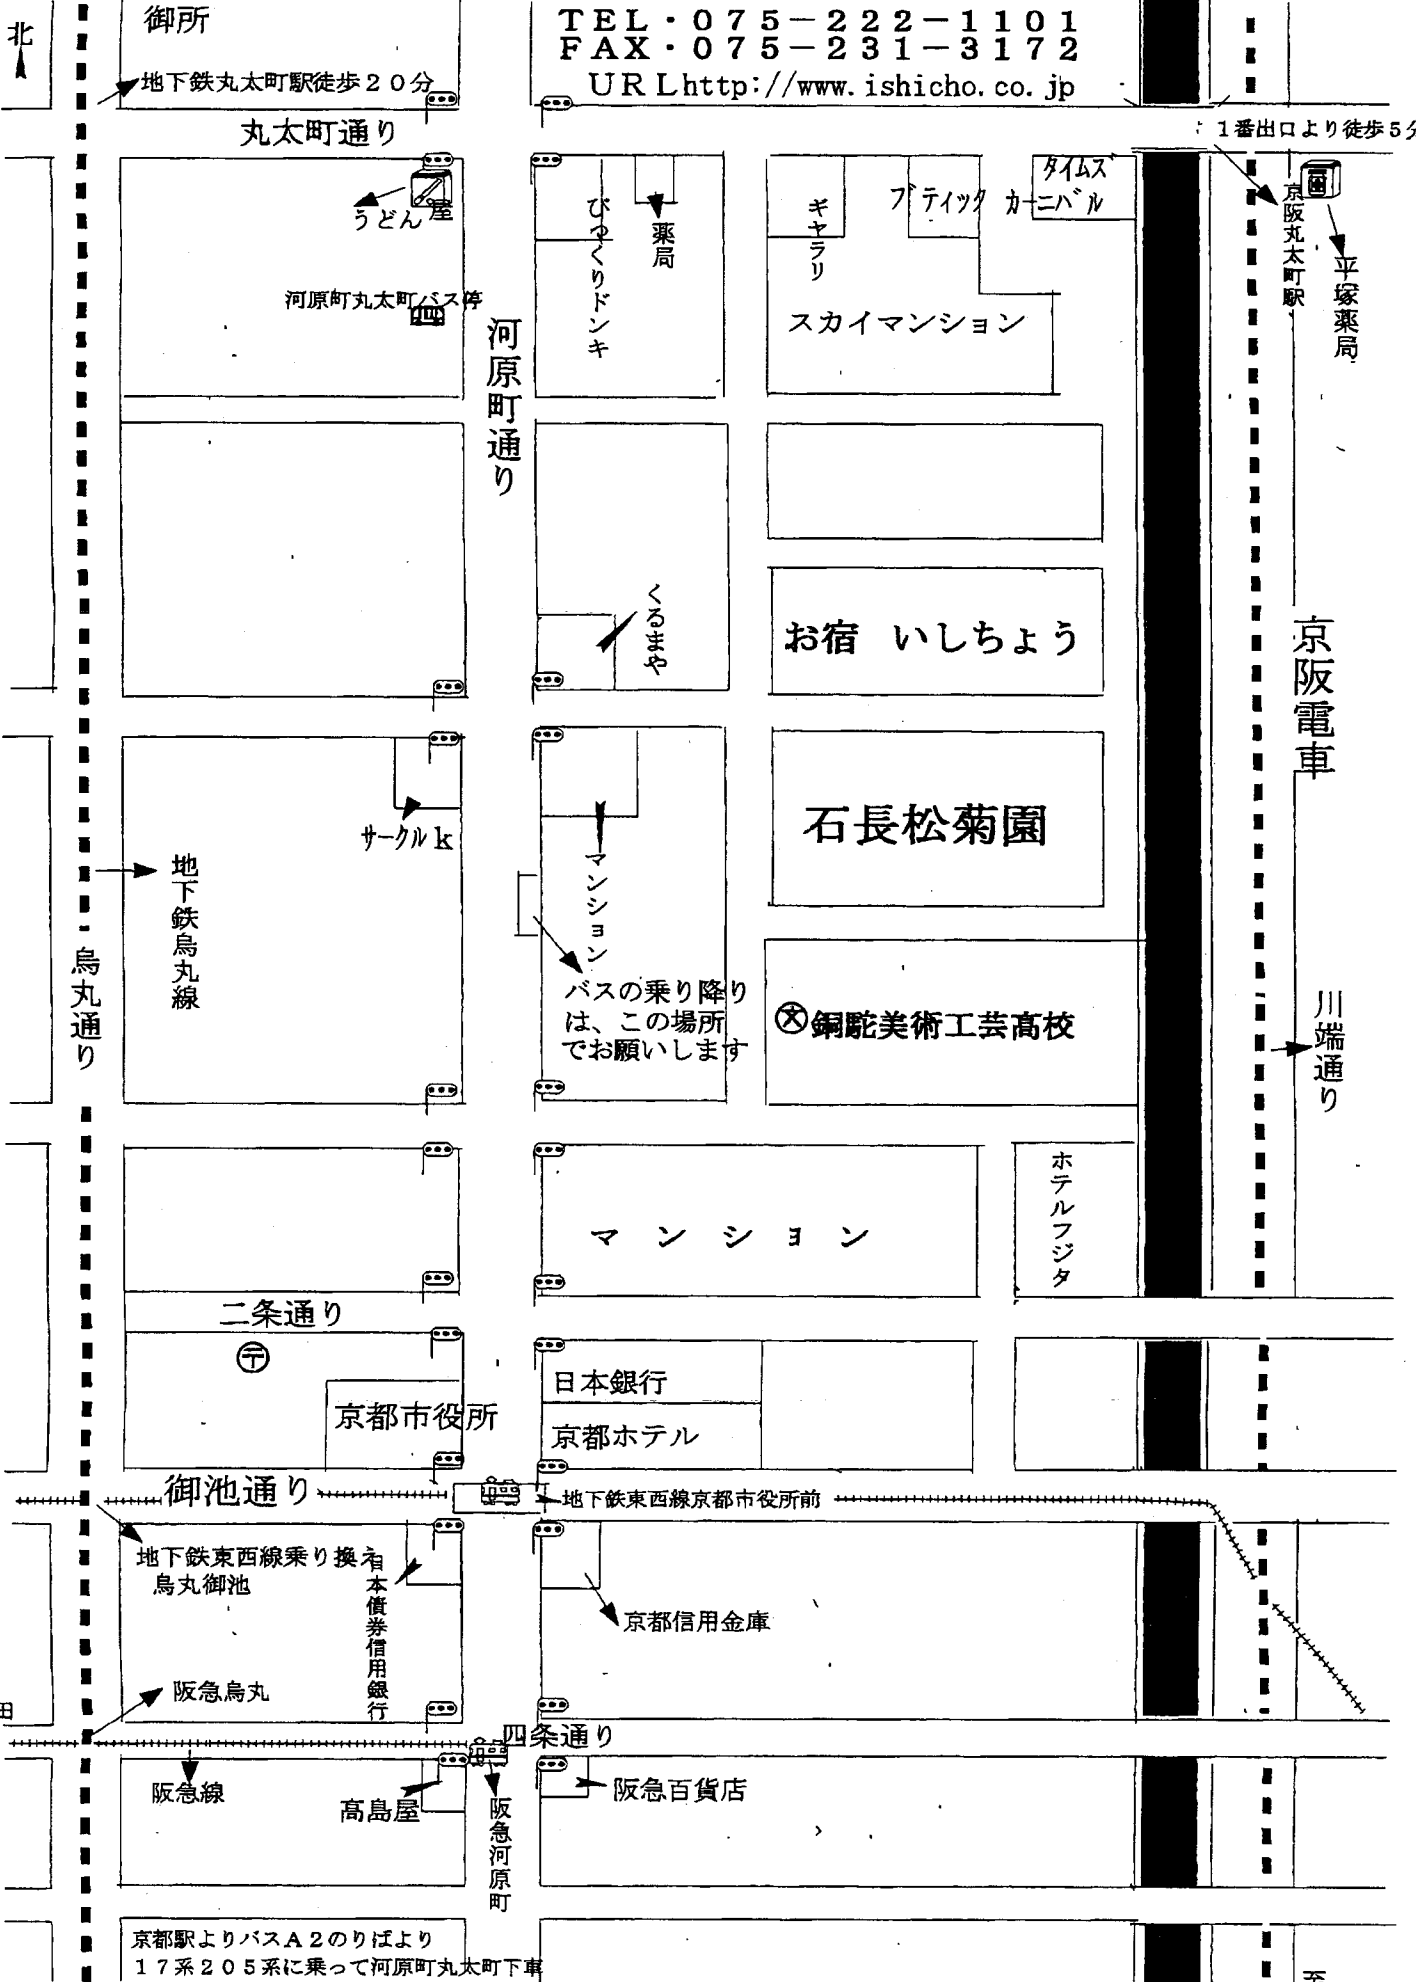 北
御所
TEL・075－222－1101
FAX・075－231－3172
URLhttp://www.ishicho.co.jp
地下鉄丸太町駅徒歩20分
丸太町通り
1番出口より徒歩5分
うどん屋
河原町丸太町バス停
河原町通り
びっくりドンキ
薬局
ギャラリ
ブティック
カーニバル
タイムズ
スカイマンション
京阪丸太町駅
平塚薬局
くるまや
お宿 いしちょう
京阪電車
サークルk
マンション
石長松菊園
地下鉄烏丸線
烏丸通り
バスの乗り降り
は、この場所
でお願いします
文
銅駝美術工芸高校
川端通り
マンション
ホテルフジタ
二条通り
〒
京都市役所
日本銀行
京都ホテル
御池通り
地下鉄東西線京都市役所前
地下鉄東西線乗り換え
烏丸御池
日本債券信用銀行
京都信用金庫
阪急烏丸
田
四条通り
阪急線
高島屋
阪急河原町
阪急百貨店
京都駅よりバスA2のりばより
17系205系に乗って河原町丸太町下車